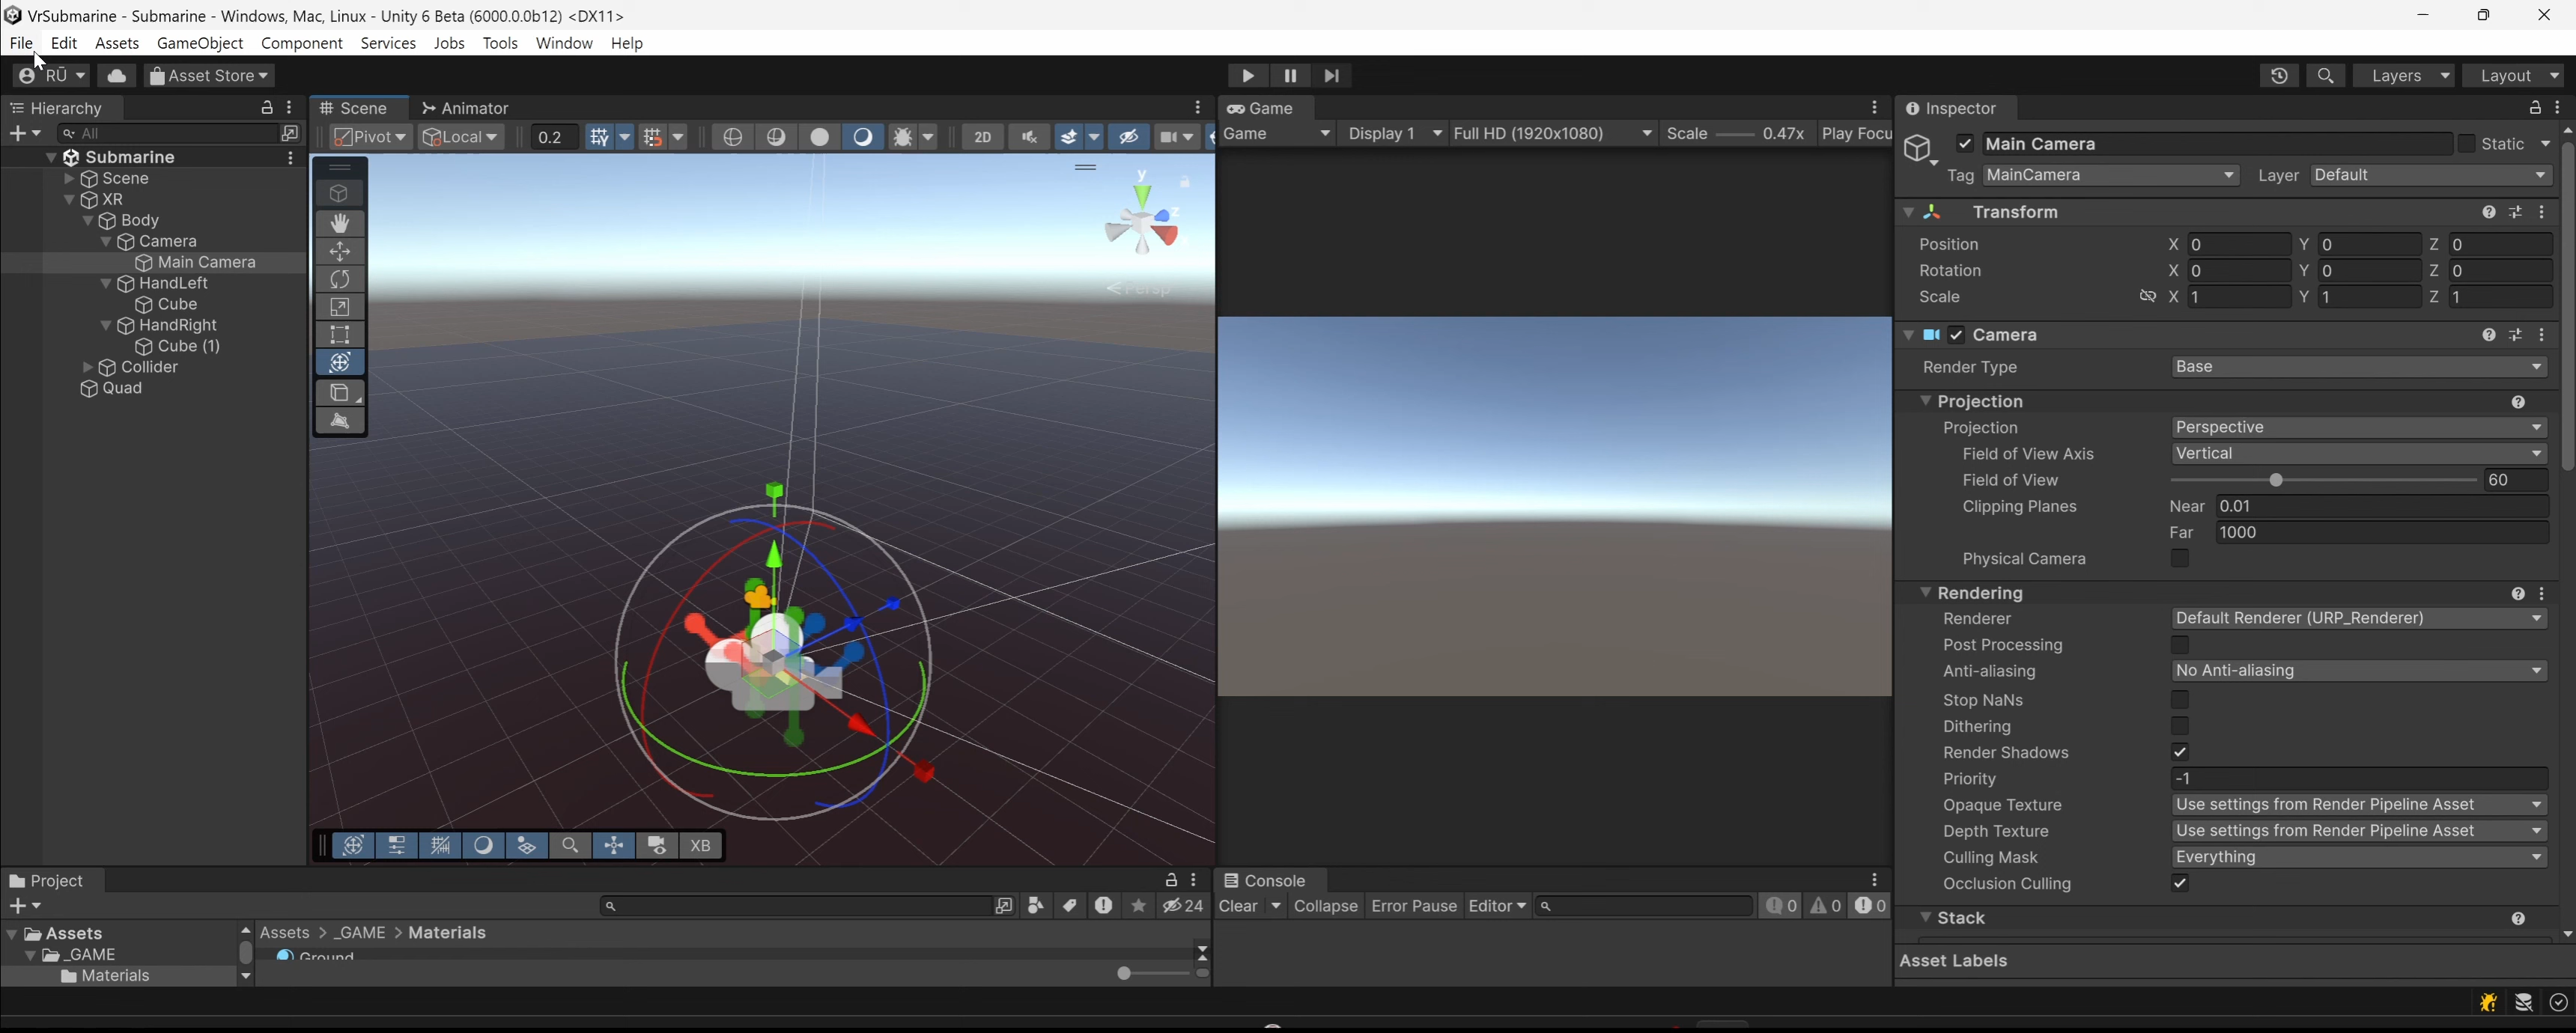 VrSubmarine - Submarine - Windows, Mac, Linux - Unity 6 Beta (6000.0.0b12) <DX11>
File Edit Assets GameObject Component Services Jobs Tools Window Help
RŪ Asset Store Layers Layout
Hierarchy
All
Submarine
Scene
XR
Body
Camera
Main Camera
HandLeft
Cube
HandRight
Cube (1)
Collider
Quad
Scene Animator
Pivot Local 0.2 2D
y
z
Persp
XB
Game
Game Display 1 Full HD (1920x1080) Scale 0.47x Play Focu
Inspector
Main Camera Static
Tag MainCamera Layer Default
Transform
Position X 0 Y 0 Z 0
Rotation X 0 Y 0 Z 0
Scale X 1 Y 1 Z 1
Camera
Render Type Base
Projection
Projection Perspective
Field of View Axis Vertical
Field of View 60
Clipping Planes Near 0.01
Far 1000
Physical Camera
Rendering
Renderer Default Renderer (URP_Renderer)
Post Processing
Anti-aliasing No Anti-aliasing
Stop NaNs
Dithering
Render Shadows
Priority -1
Opaque Texture Use settings from Render Pipeline Asset
Depth Texture Use settings from Render Pipeline Asset
Culling Mask Everything
Occlusion Culling
Stack
Asset Labels
Project
24
Assets
_GAME
Materials
Assets > _GAME > Materials
Ground
Console
Clear Collapse Error Pause Editor 0 0 0